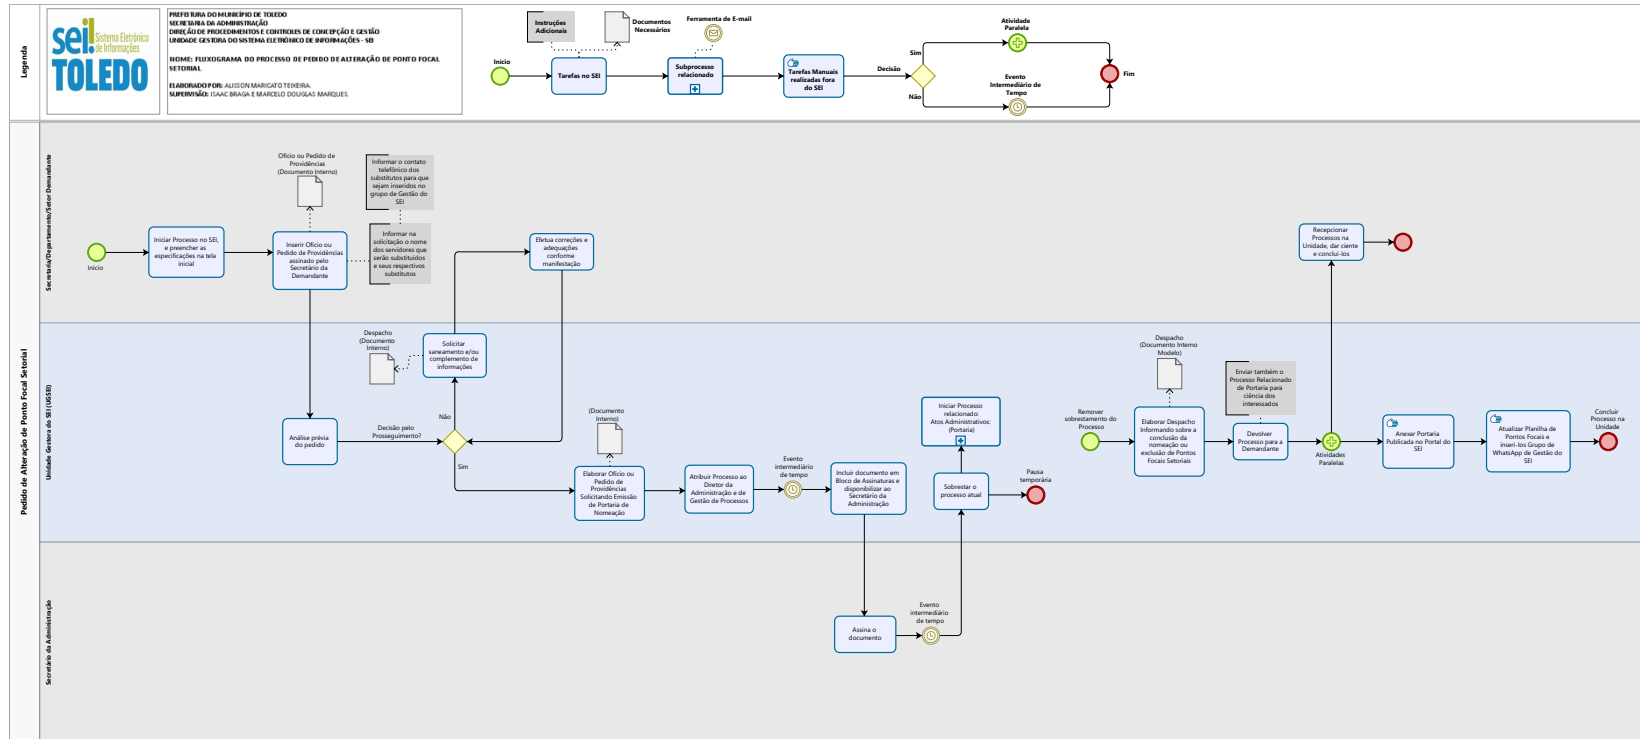 Legenda
sei! Sistema Eletrônico
de Informações
TOLEDO
PREFEITURA DO MUNICÍPIO DE TOLEDO
SECRETARIA DA ADMINISTRAÇÃO
DIREÇÃO DE PROCEDIMENTOS E CONTROLES DE CONCEPÇÃO E GESTÃO
UNIDADE GESTORA DO SISTEMA ELETRÔNICO DE INFORMAÇÕES - SEI
NOME: FLUXOGRAMA DO PROCESSO DE PEDIDO DE ALTERAÇÃO DE PONTO FOCAL
SETORIAL
ELABORADO POR: ALISSON MARICATO TEIXEIRA.
SUPERVISÃO: ISAAC BRAGA E MARCELO DOUGLAS MARQUES.
Início
Instruções
Adicionais
Documentos
Necessários
Tarefas no SEI
Ferramenta de E-mail
Subprocesso
relacionado
Tarefas Manuais
realizadas fora
do SEI
Decisão
Sim
Não
Atividade
Paralela
Evento
Intermediário de
Tempo
Fim
Pedido de Alteração de Ponto Focal Setorial
Secretaria/Departamento/Setor Demandante
Início
Iniciar Processo no SEI,
e preencher as
especificações na tela
inicial
Ofício ou Pedido de
Providências
(Documento Interno)
Inserir Ofício ou
Pedido de Providências
assinado pelo
Secretário da
Demandante
Informar o contato
telefônico dos
substitutos para que
sejam inseridos no
grupo de Gestão do
SEI
Informar na
solicitação o nome
dos servidores que
serão substituídos
e seus respectivos
substitutos
Efetua correções e
adequações
conforme
manifestação
Recepcionar
Processos na
Unidade, dar ciente
e concluí-los
Unidade Gestora do SEI (UGSEI)
Análise prévia
do pedido
Decisão pelo
Prosseguimento?
Não
Sim
Despacho
(Documento
Interno)
Solicitar
saneamento e/ou
complemento de
informações
(Documento
Interno)
Elaborar Ofício ou
Pedido de
Providências
Solicitando Emissão
de Portaria de
Nomeação
Atribuir Processo ao
Diretor da
Administração e de
Gestão de Processos
Evento
intermediário
de tempo
Incluir documento em
Bloco de Assinaturas e
disponibilizar ao
Secretário da
Administração
Iniciar Processo
relacionado:
Atos Administrativos:
(Portaria)
Sobrestar o
processo atual
Pausa
temporária
Remover
sobrestamento do
Processo
Despacho
(Documento Interno
Modelo)
Elaborar Despacho
Informando sobre a
conclusão da
nomeação ou
exclusão de Pontos
Focais Setoriais
Enviar também o
Processo Relacionado
de Portaria para
ciência dos
interessados
Devolver
Processo para a
Demandante
Atividades
Paralelas
Anexar Portaria
Publicada no Portal do
SEI
Atualizar Planilha de
Pontos Focais e
inseri-los Grupo de
WhatsApp de Gestão do
SEI
Concluir
Processo na
Unidade
Secretário da Administração
Assina o
documento
Evento
intermediário
de tempo